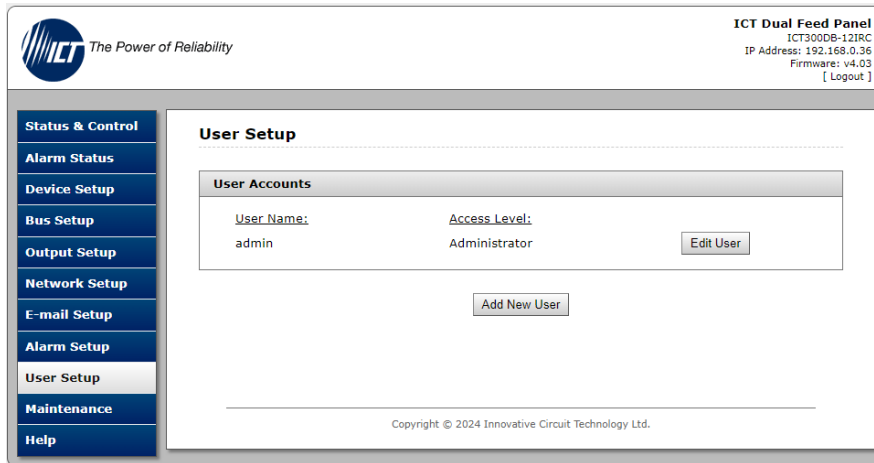 ICT The Power of Reliability
ICT Dual Feed Panel
ICT300DB-12IRC
IP Address: 192.168.0.36
Firmware: v4.03
[ Logout ]
Status & Control
Alarm Status
Device Setup
Bus Setup
Output Setup
Network Setup
E-mail Setup
Alarm Setup
User Setup
Maintenance
Help
User Setup
User Accounts
User Name: Access Level:
admin Administrator Edit User
Add New User
Copyright © 2024 Innovative Circuit Technology Ltd.